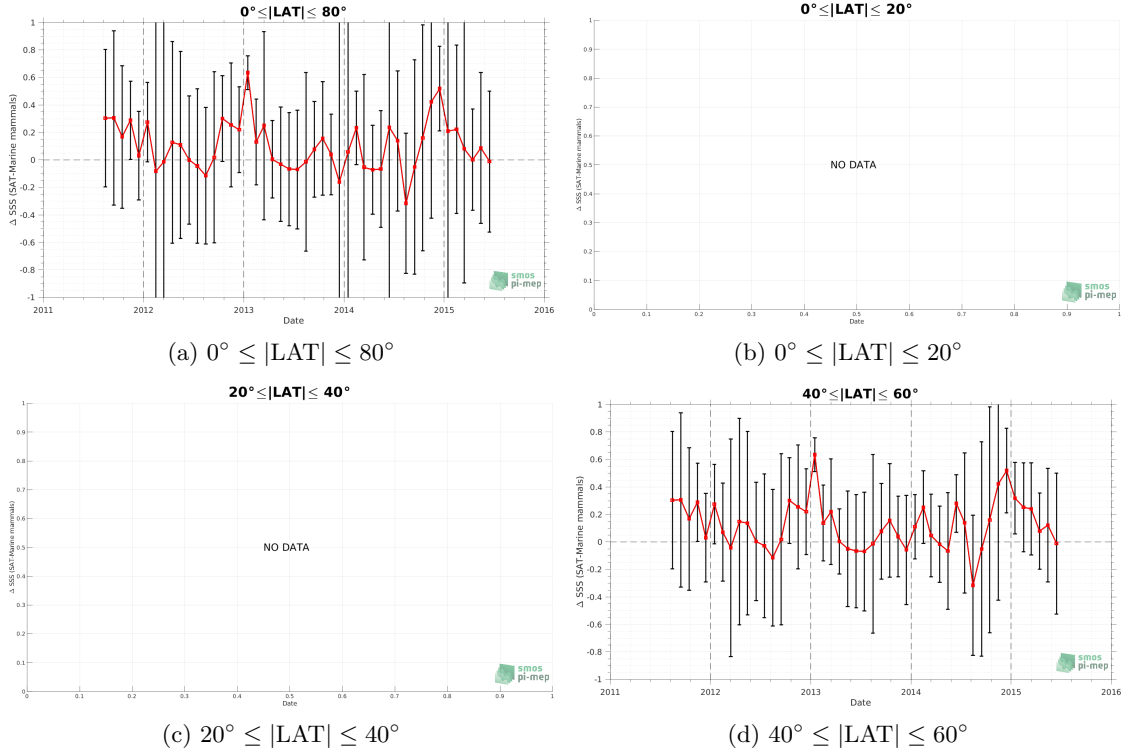 0°≤|LAT|≤ 80°
1
0.8
0.6
0.4
0.2
0
-0.2
-0.4
-0.6
-0.8
-1
Δ SSS (SAT-Marine mammals)
2011 2012 2013 2014 2015 2016
Date
smos
pi-mep
(a) 0° ≤ |LAT| ≤ 80°
0°≤|LAT|≤ 20°
1
0.9
0.8
0.7
0.6
0.5
0.4
0.3
0.2
0.1
0
Δ SSS (SAT-Marine mammals)
NO DATA
0 0.1 0.2 0.3 0.4 0.5 0.6 0.7 0.8 0.9 1
Date
smos
pi-mep
(b) 0° ≤ |LAT| ≤ 20°
20°≤|LAT|≤ 40°
1
0.9
0.8
0.7
0.6
0.5
0.4
0.3
0.2
0.1
0
Δ SSS (SAT-Marine mammals)
NO DATA
0 0.1 0.2 0.3 0.4 0.5 0.6 0.7 0.8 0.9 1
Date
smos
pi-mep
(c) 20° ≤ |LAT| ≤ 40°
40°≤|LAT|≤ 60°
1
0.8
0.6
0.4
0.2
0
-0.2
-0.4
-0.6
-0.8
-1
Δ SSS (SAT-Marine mammals)
2011 2012 2013 2014 2015 2016
Date
smos
pi-mep
(d) 40° ≤ |LAT| ≤ 60°